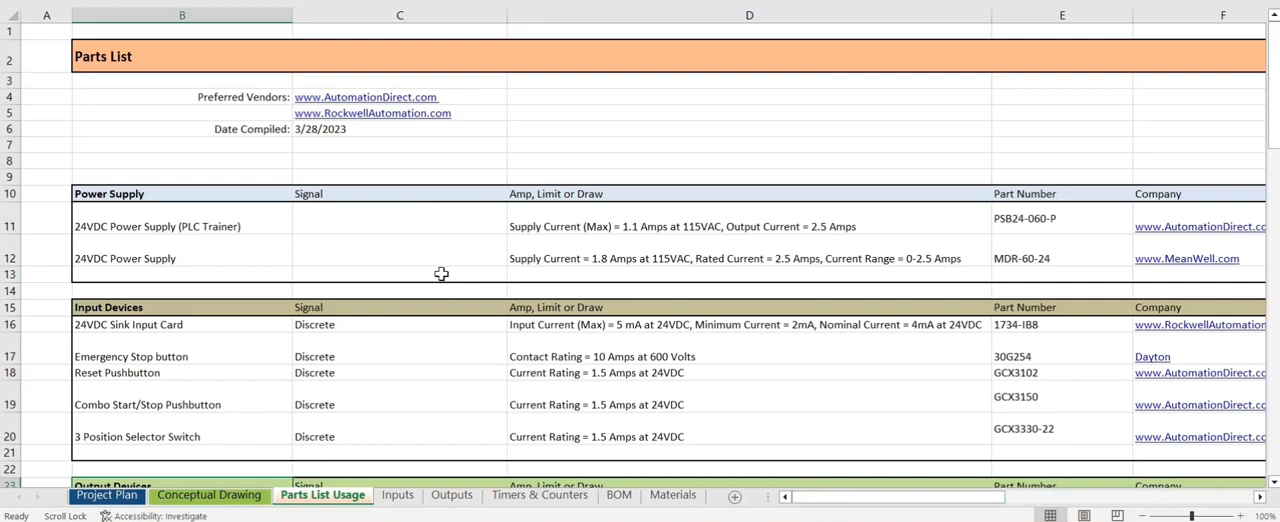 A B C D E F
1
2 Parts List
3
4 Preferred Vendors: www.AutomationDirect.com
5 www.RockwellAutomation.com
6 Date Compiled: 3/28/2023
7
8
9
10 Power Supply Signal Amp, Limit or Draw Part Number Company
11 24VDC Power Supply (PLC Trainer) Supply Current (Max) = 1.1 Amps at 115VAC, Output Current = 2.5 Amps PSB24-060-P www.AutomationDirect.co
12 24VDC Power Supply Supply Current = 1.8 Amps at 115VAC, Rated Current = 2.5 Amps, Current Range = 0-2.5 Amps MDR-60-24 www.MeanWell.com
13
14
15 Input Devices Signal Amp, Limit or Draw Part Number Company
16 24VDC Sink Input Card Discrete Input Current (Max) = 5 mA at 24VDC, Minimum Current = 2mA, Nominal Current = 4mA at 24VDC 1734-IB8 www.RockwellAutomation
17 Emergency Stop button Discrete Contact Rating = 10 Amps at 600 Volts 30G254 Dayton
18 Reset Pushbutton Discrete Current Rating = 1.5 Amps at 24VDC GCX3102 www.AutomationDirect.co
19 Combo Start/Stop Pushbutton Discrete Current Rating = 1.5 Amps at 24VDC GCX3150 www.AutomationDirect.co
20 3 Position Selector Switch Discrete Current Rating = 1.5 Amps at 24VDC GCX3330-22 www.AutomationDirect.co
21
22
23 Output Devices Signal Amp, Limit or Draw Part Number Company
Project Plan Conceptual Drawing Parts List Usage Inputs Outputs Timers & Counters BOM Materials
Ready Scroll Lock Accessibility: Investigate 100%